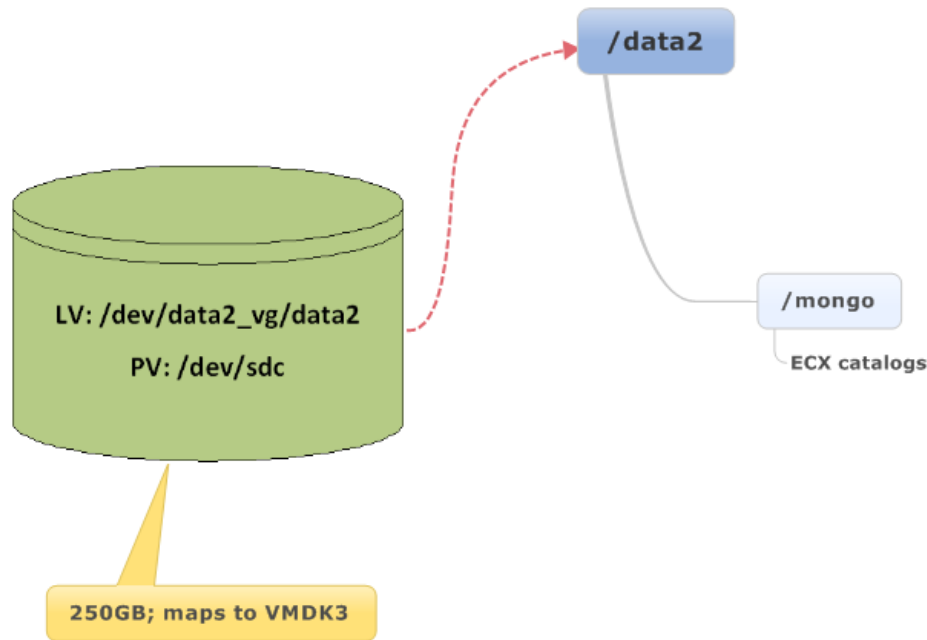 /data2
LV: /dev/data2_vg/data2
PV: /dev/sdc
/mongo
ECX catalogs
250GB; maps to VMDK3